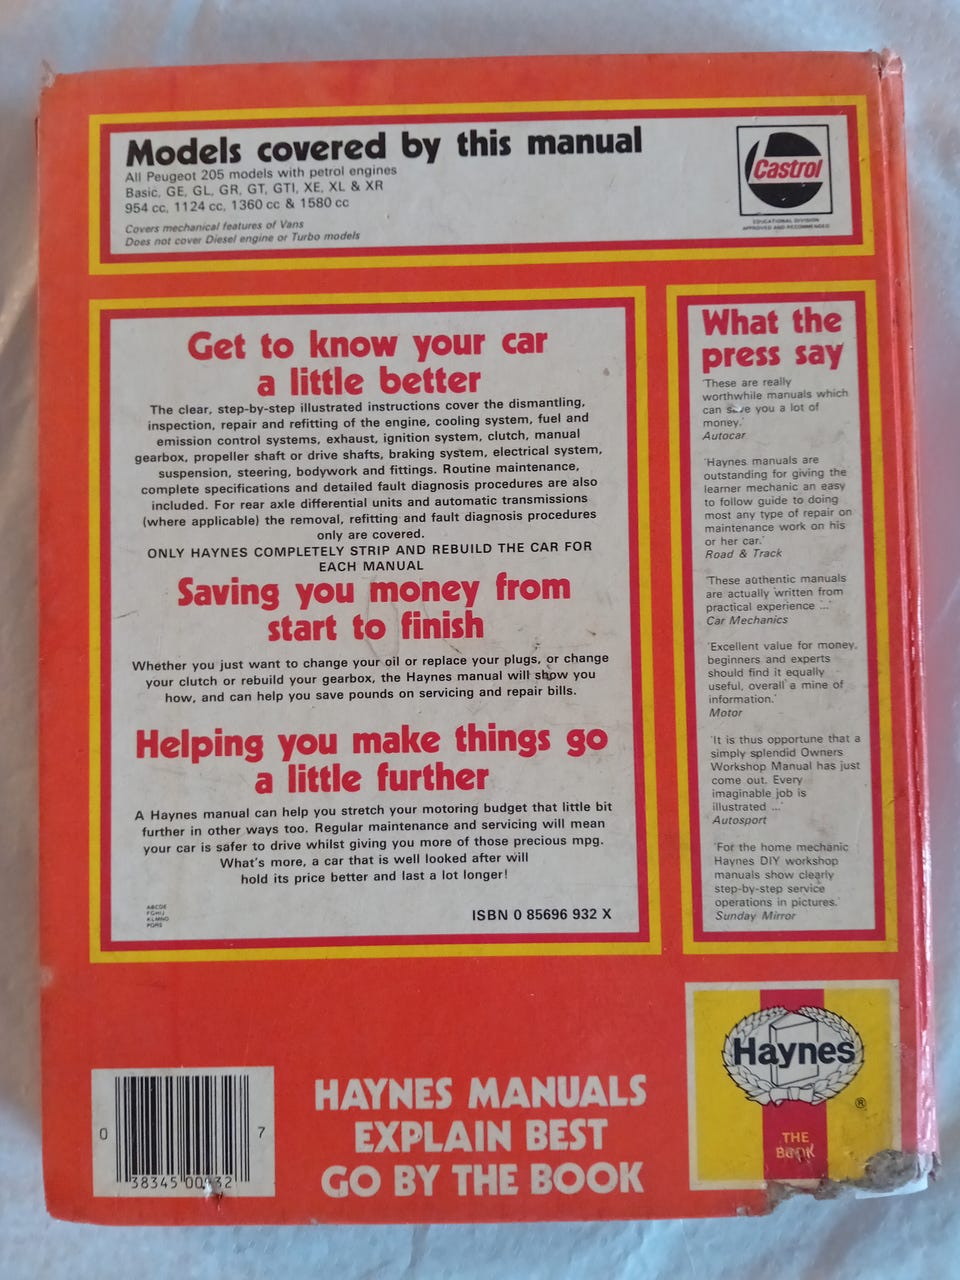 Models covered by this manual
All Peugeot 205 models with petrol engines
Basic, GE, GL, GR, GT, GTI, XE, XL & XR
954 cc, 1124 cc, 1360 cc & 1580 cc
Covers mechanical features of Vans
Does not cover Diesel engine or Turbo models
Castrol
EDUCATIONAL DIVISION
APPROVED AND RECOMMENDED
Get to know your car
a little better
The clear, step-by-step illustrated instructions cover the dismantling,
inspection, repair and refitting of the engine, cooling system, fuel and
emission control systems, exhaust, ignition system, clutch, manual
gearbox, propeller shaft or drive shafts, braking system, electrical system,
suspension, steering, bodywork and fittings. Routine maintenance,
complete specifications and detailed fault diagnosis procedures are also
included. For rear axle differential units and automatic transmissions
(where applicable) the removal, refitting and fault diagnosis procedures
only are covered.
ONLY HAYNES COMPLETELY STRIP AND REBUILD THE CAR FOR
EACH MANUAL
Saving you money from
start to finish
Whether you just want to change your oil or replace your plugs, or change
your clutch or rebuild your gearbox, the Haynes manual will show you
how, and can help you save pounds on servicing and repair bills.
Helping you make things go
a little further
A Haynes manual can help you stretch your motoring budget that little bit
further in other ways too. Regular maintenance and servicing will mean
your car is safer to drive whilst giving you more of those precious mpg.
What's more, a car that is well looked after will
hold its price better and last a lot longer!
ABCDE
FGHIJ
KLMNO
PQRS
ISBN 0 85696 932 X
What the
press say
'These are really
worthwhile manuals which
can save you a lot of
money.'
Autocar
'Haynes manuals are
outstanding for giving the
learner mechanic an easy
to follow guide to doing
most any type of repair on
maintenance work on his
or her car.'
Road & Track
'These authentic manuals
are actually written from
practical experience ...'
Car Mechanics
'Excellent value for money,
beginners and experts
should find it equally
useful, overall a mine of
information.'
Motor
'It is thus opportune that a
simply splendid Owners
Workshop Manual has just
come out. Every
imaginable job is
illustrated ...'
Autosport
'For the home mechanic
Haynes DIY workshop
manuals show clearly
step-by-step service
operations in pictures.'
Sunday Mirror
0 7
38345 00932
HAYNES MANUALS
EXPLAIN BEST
GO BY THE BOOK
Haynes
®
THE
BOOK